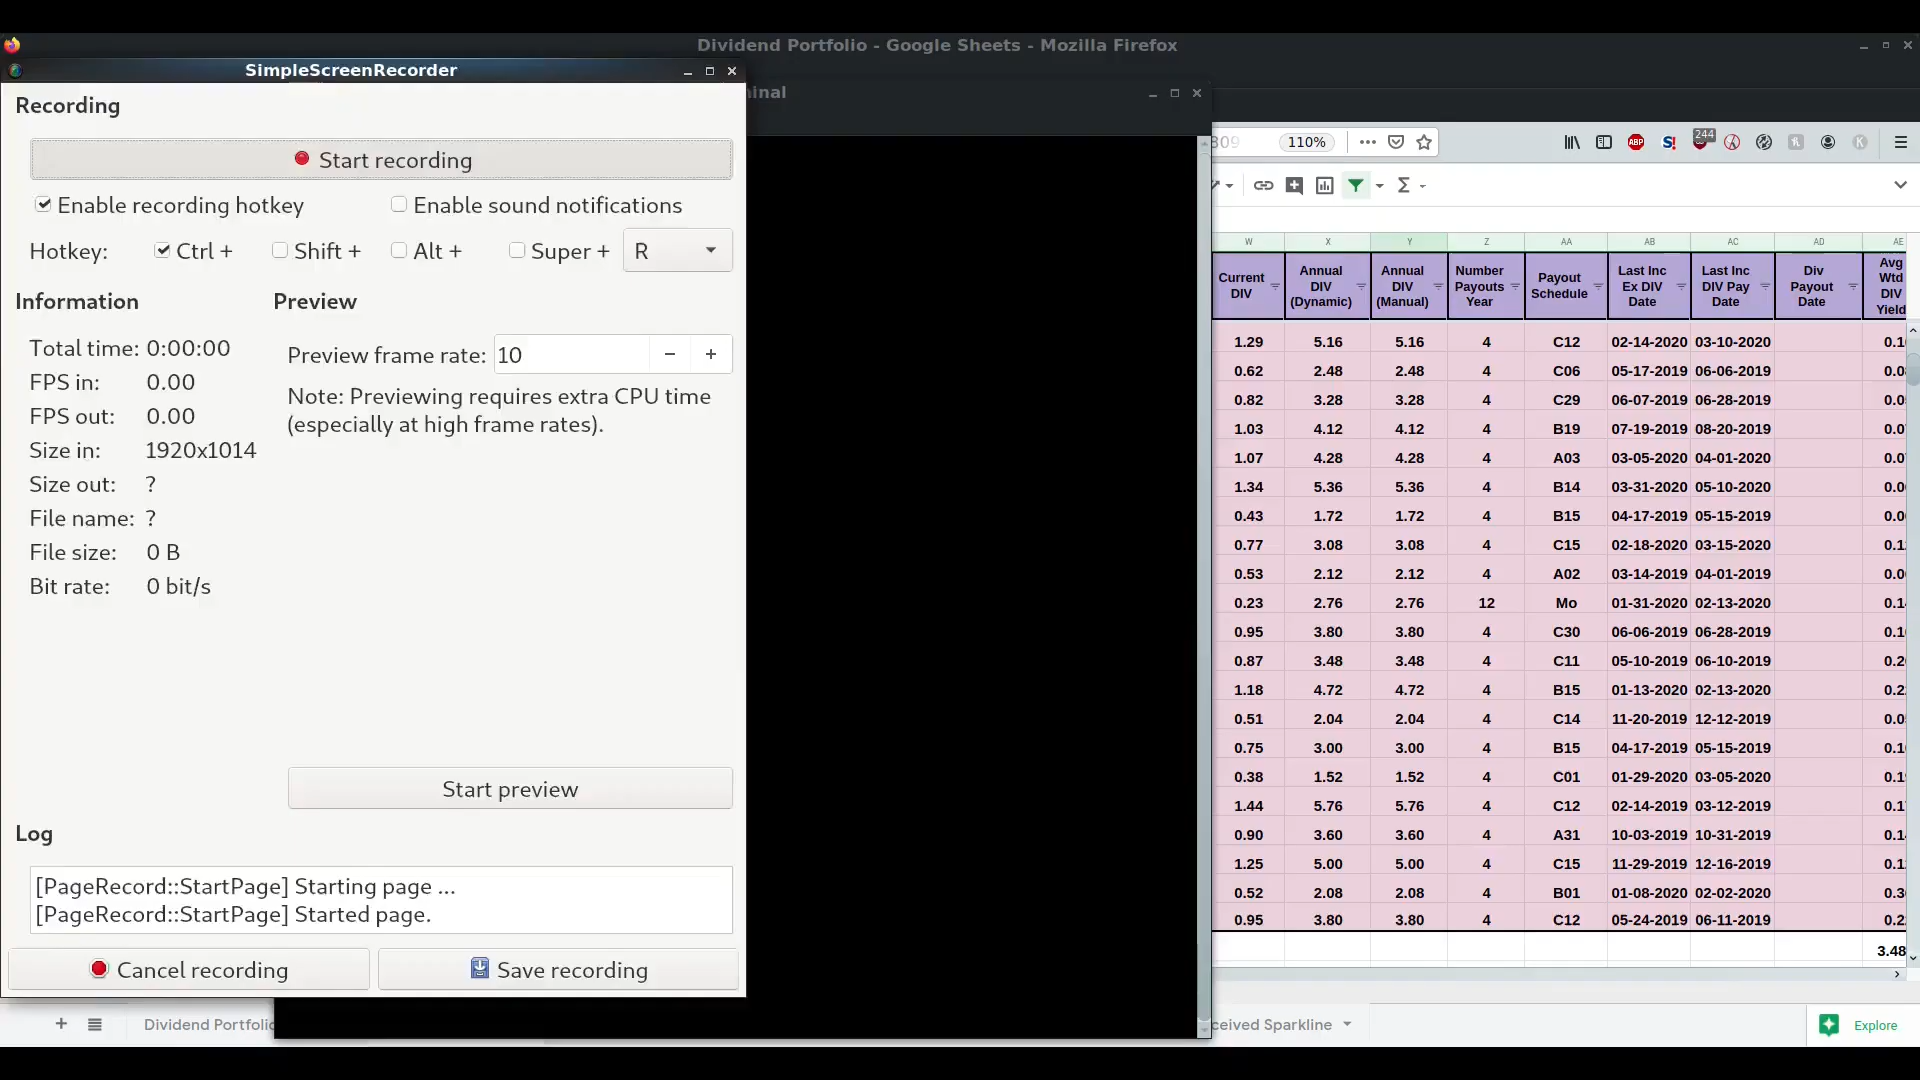 Dividend Portfolio - Google Sheets - Mozilla Firefox
SimpleScreenRecorder
Recording
Start recording
Enable recording hotkey
Enable sound notifications
Hotkey: Ctrl + Shift + Alt + Super + R
Information
Total time: 0:00:00
FPS in: 0.00
FPS out: 0.00
Size in: 1920x1014
Size out: ?
File name: ?
File size: 0 B
Bit rate: 0 bit/s
Preview
Preview frame rate: 10 − +
Note: Previewing requires extra CPU time
(especially at high frame rates).
Start preview
Log
[PageRecord::StartPage] Starting page ...
[PageRecord::StartPage] Started page.
Cancel recording
Save recording
inal
809 110%
ABP S! 244 K
W X Y Z AA AB AC AD AE
Current DIV
Annual DIV (Dynamic)
Annual DIV (Manual)
Number Payouts Year
Payout Schedule
Last Inc Ex DIV Date
Last Inc DIV Pay Date
Div Payout Date
Avg Wtd DIV Yield
1.29 5.16 5.16 4 C12 02-14-2020 03-10-2020
0.62 2.48 2.48 4 C06 05-17-2019 06-06-2019
0.82 3.28 3.28 4 C29 06-07-2019 06-28-2019
1.03 4.12 4.12 4 B19 07-19-2019 08-20-2019
1.07 4.28 4.28 4 A03 03-05-2020 04-01-2020
1.34 5.36 5.36 4 B14 03-31-2020 05-10-2020
0.43 1.72 1.72 4 B15 04-17-2019 05-15-2019
0.77 3.08 3.08 4 C15 02-18-2020 03-15-2020
0.53 2.12 2.12 4 A02 03-14-2019 04-01-2019
0.23 2.76 2.76 12 Mo 01-31-2020 02-13-2020
0.95 3.80 3.80 4 C30 06-06-2019 06-28-2019
0.87 3.48 3.48 4 C11 05-10-2019 06-10-2019
1.18 4.72 4.72 4 B15 01-13-2020 02-13-2020
0.51 2.04 2.04 4 C14 11-20-2019 12-12-2019
0.75 3.00 3.00 4 B15 04-17-2019 05-15-2019
0.38 1.52 1.52 4 C01 01-29-2020 03-05-2020
1.44 5.76 5.76 4 C12 02-14-2019 03-12-2019
0.90 3.60 3.60 4 A31 10-03-2019 10-31-2019
1.25 5.00 5.00 4 C15 11-29-2019 12-16-2019
0.52 2.08 2.08 4 B01 01-08-2020 02-02-2020
0.95 3.80 3.80 4 C12 05-24-2019 06-11-2019
3.48
Dividend Portfolio
ceived Sparkline
Explore